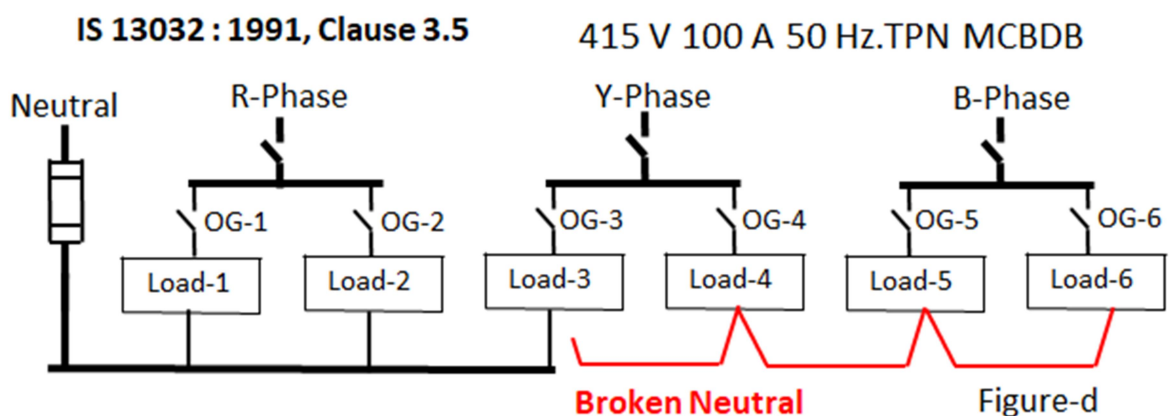 IS 13032 : 1991, Clause 3.5
415 V 100 A 50 Hz.TPN MCBDB
Neutral
R-Phase
Y-Phase
B-Phase
OG-1
OG-2
OG-3
OG-4
OG-5
OG-6
Load-1
Load-2
Load-3
Load-4
Load-5
Load-6
Broken Neutral
Figure-d